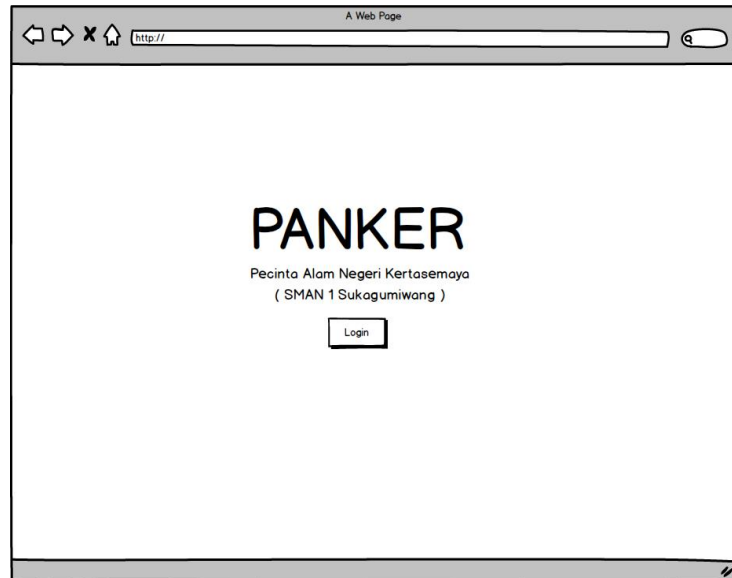 A Web Page
http://
PANKER
Pecinta Alam Negeri Kertasemaya
( SMAN 1 Sukagumiwang )
Login